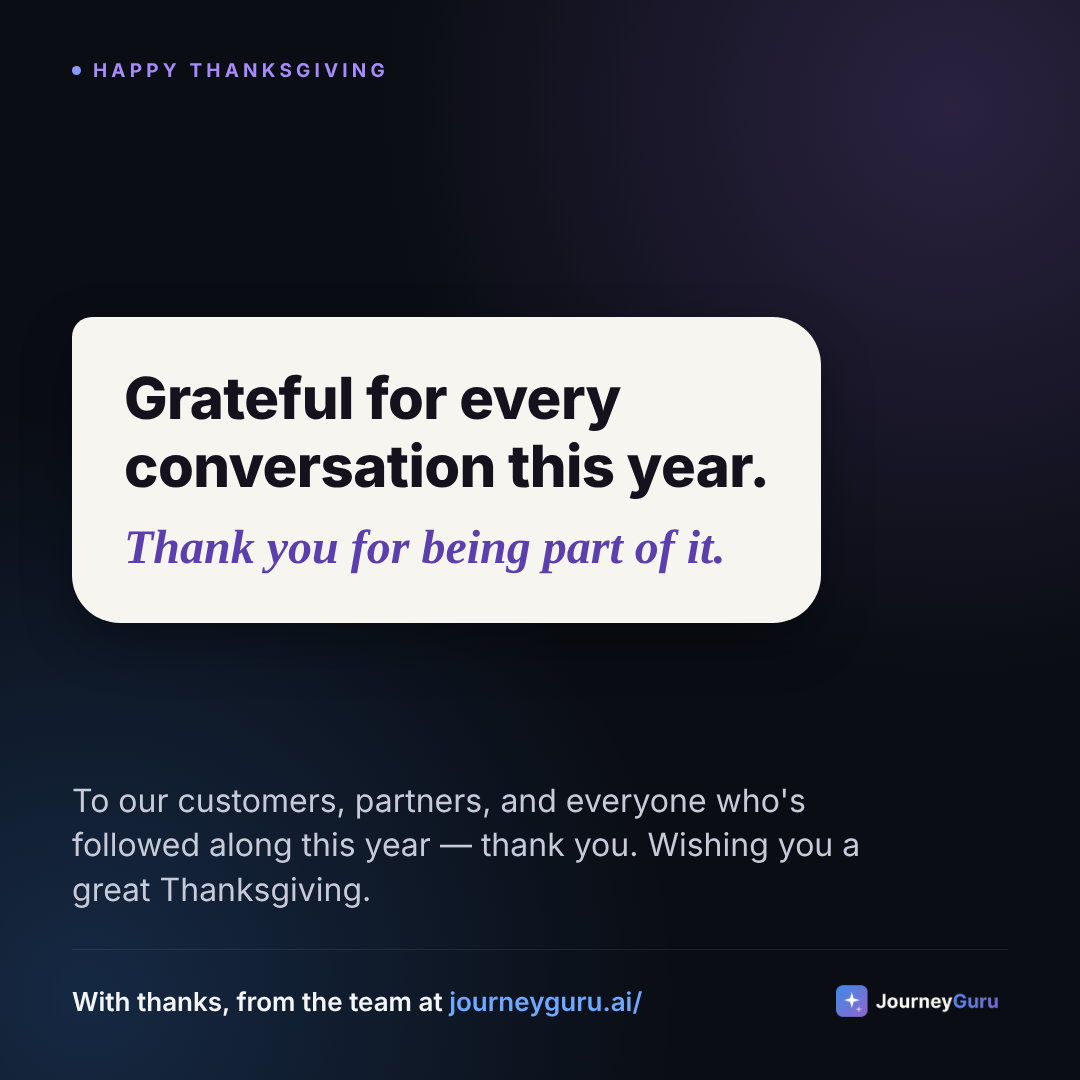 HAPPY THANKSGIVING
Grateful for every
conversation this year.
Thank you for being part of it.
To our customers, partners, and everyone who's
followed along this year — thank you. Wishing you a
great Thanksgiving.
With thanks, from the team at journeyguru.ai/
JourneyGuru